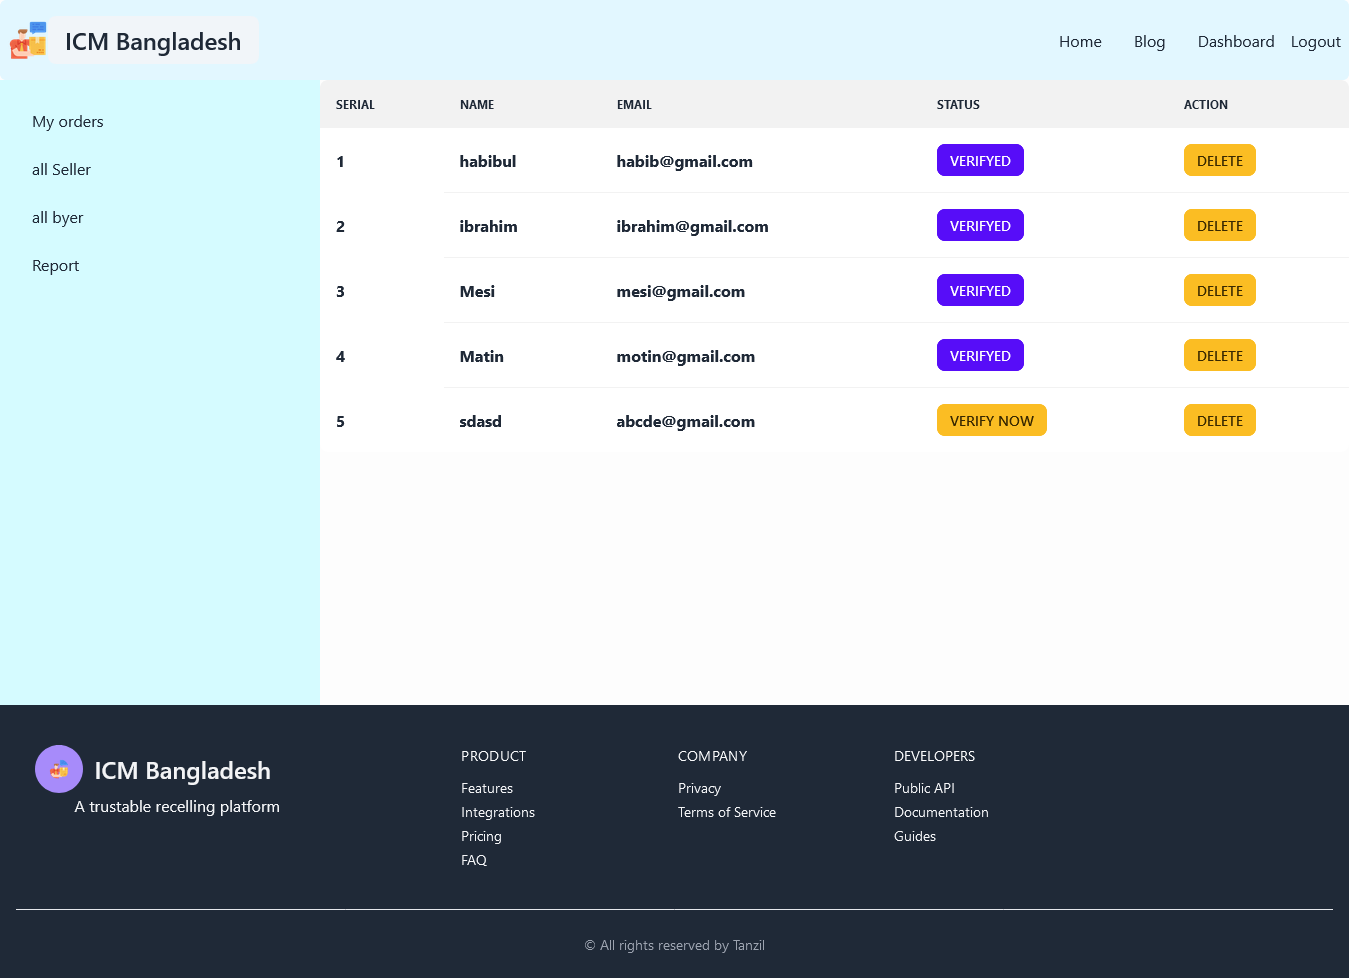 ICM Bangladesh
Home Blog Dashboard Logout
My orders
all Seller
all byer
Report
SERIAL NAME EMAIL STATUS ACTION
1 habibul habib@gmail.com VERIFYED DELETE
2 ibrahim ibrahim@gmail.com VERIFYED DELETE
3 Mesi mesi@gmail.com VERIFYED DELETE
4 Matin motin@gmail.com VERIFYED DELETE
5 sdasd abcde@gmail.com VERIFY NOW DELETE
ICM Bangladesh
A trustable recelling platform
PRODUCT
Features
Integrations
Pricing
FAQ
COMPANY
Privacy
Terms of Service
DEVELOPERS
Public API
Documentation
Guides
© All rights reserved by Tanzil